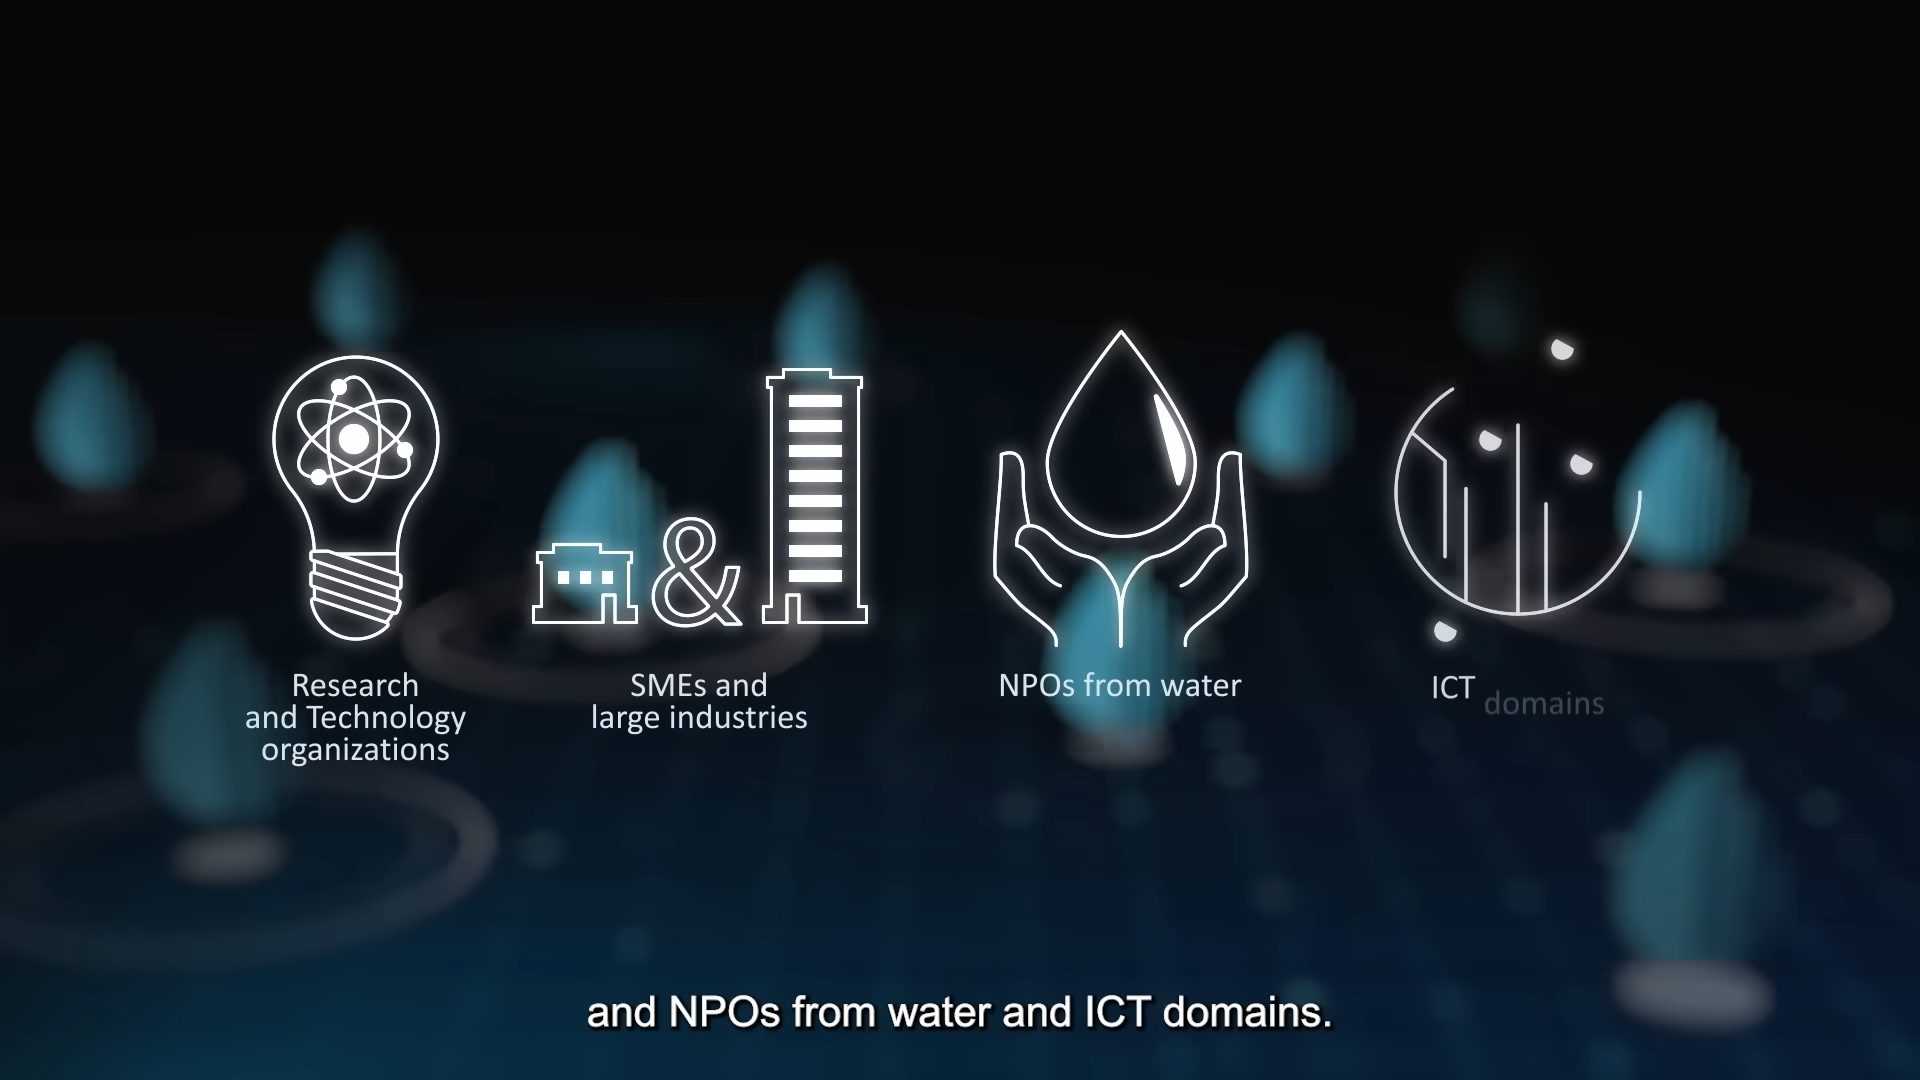 Research
and Technology
organizations
SMEs and
large industries
&
NPOs from water
ICT domains
and NPOs from water and ICT domains.